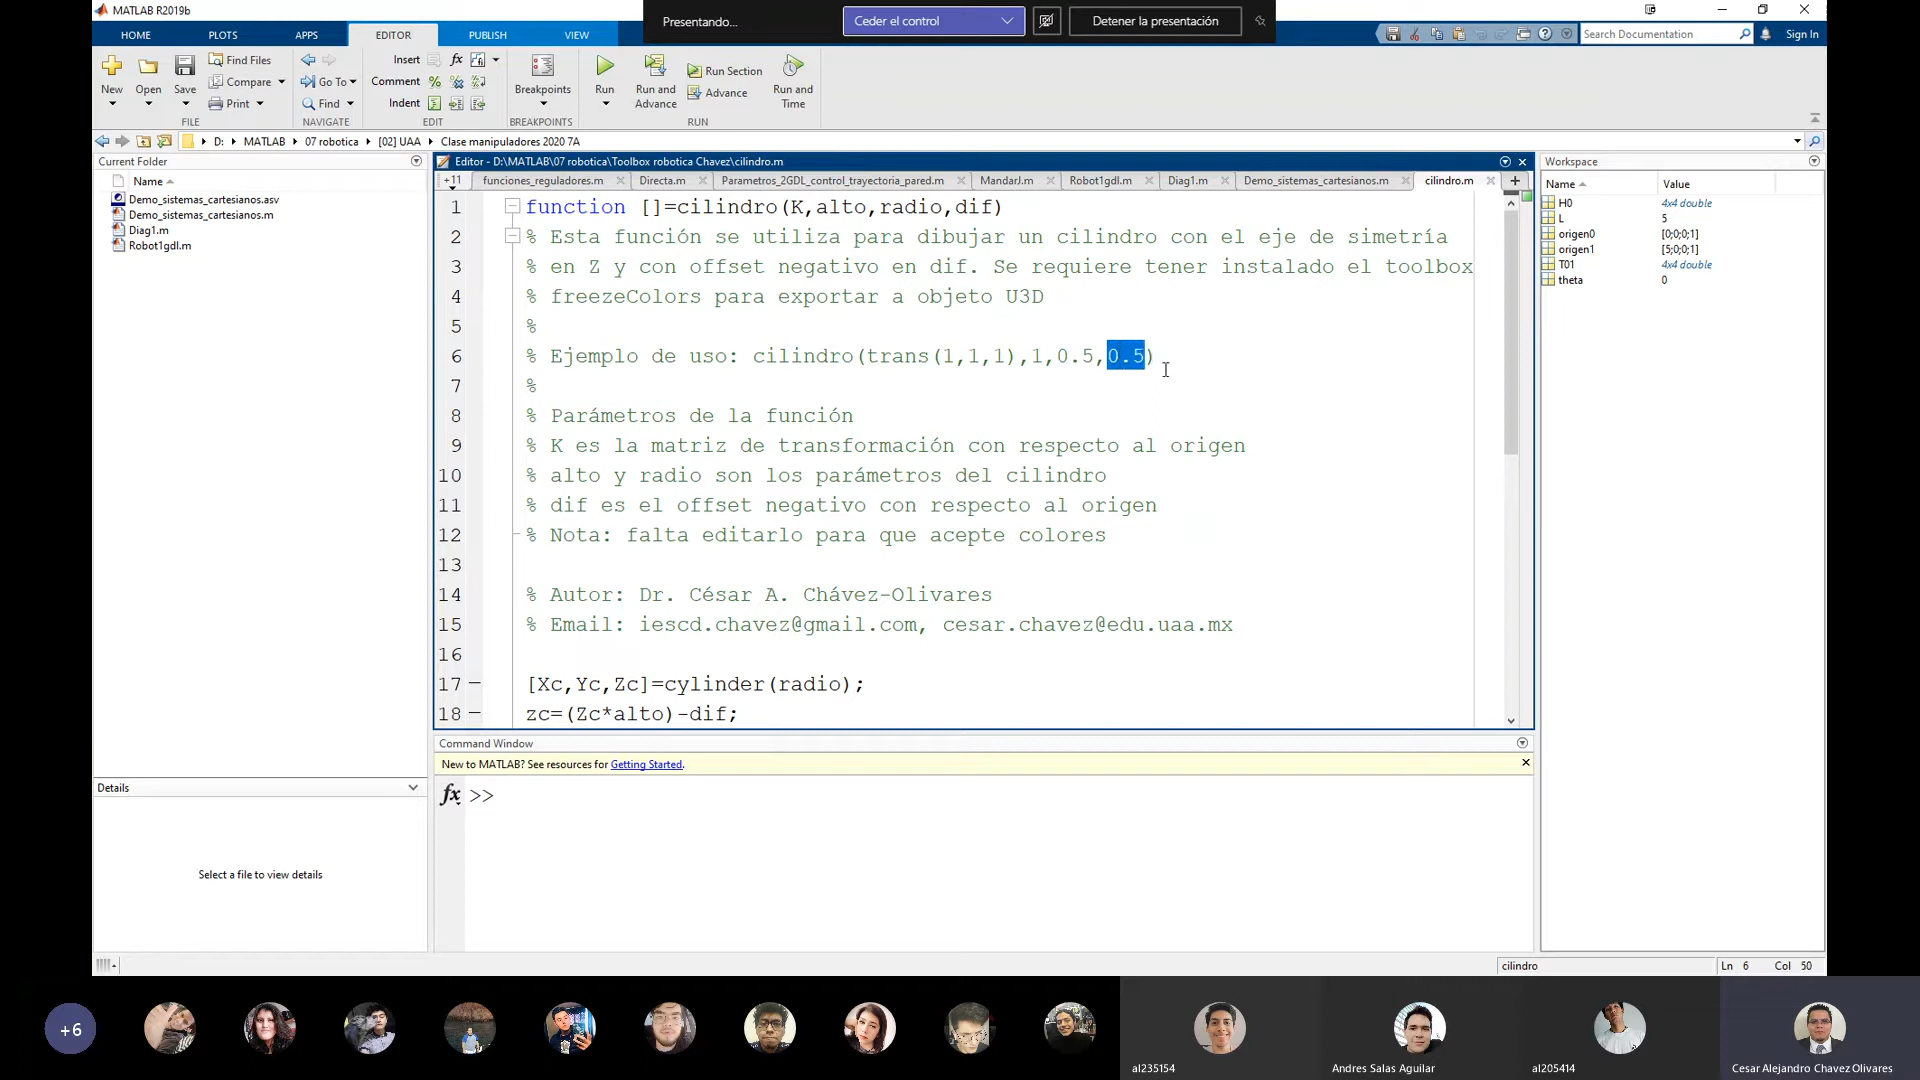 MATLAB R2019b
Presentando...
Ceder el control
Detener la presentación
HOME
PLOTS
APPS
EDITOR
PUBLISH
VIEW
Search Documentation
Sign In
New
Open
Save
Find Files
Compare
Print
FILE
Go To
Find
NAVIGATE
Insert
fx
Comment
Indent
EDIT
Breakpoints
BREAKPOINTS
Run
Run and
Advance
Run Section
Advance
Run and
Time
RUN
D:
MATLAB
07 robotica
[02] UAA
Clase manipuladores 2020 7A
Current Folder
Name
Demo_sistemas_cartesianos.asv
Demo_sistemas_cartesianos.m
Diag1.m
Robot1gdl.m
Details
Select a file to view details
Editor - D:\MATLAB\07 robotica\Toolbox robotica Chavez\cilindro.m
+11
funciones_reguladores.m
Directa.m
Parametros_2GDL_control_trayectoria_pared.m
MandarJ.m
Robot1gdl.m
Diag1.m
Demo_sistemas_cartesianos.m
cilindro.m
1 function []=cilindro(K,alto,radio,dif)
2 % Esta función se utiliza para dibujar un cilindro con el eje de simetría
3 % en Z y con offset negativo en dif. Se requiere tener instalado el toolbox
4 % freezeColors para exportar a objeto U3D
5 %
6 % Ejemplo de uso: cilindro(trans(1,1,1),1,0.5,0.5)
7 %
8 % Parámetros de la función
9 % K es la matriz de transformación con respecto al origen
10 % alto y radio son los parámetros del cilindro
11 % dif es el offset negativo con respecto al origen
12 % Nota: falta editarlo para que acepte colores
13
14 % Autor: Dr. César A. Chávez-Olivares
15 % Email: iescd.chavez@gmail.com, cesar.chavez@edu.uaa.mx
16
17 [Xc,Yc,Zc]=cylinder(radio);
18 zc=(Zc*alto)-dif;
Command Window
New to MATLAB? See resources for Getting Started.
fx >>
Workspace
Name Value
H0 4x4 double
L 5
origen0 [0;0;0;1]
origen1 [5;0;0;1]
T01 4x4 double
theta 0
cilindro
Ln 6 Col 50
+6
al235154
Andres Salas Aguilar
al205414
Cesar Alejandro Chavez Olivares